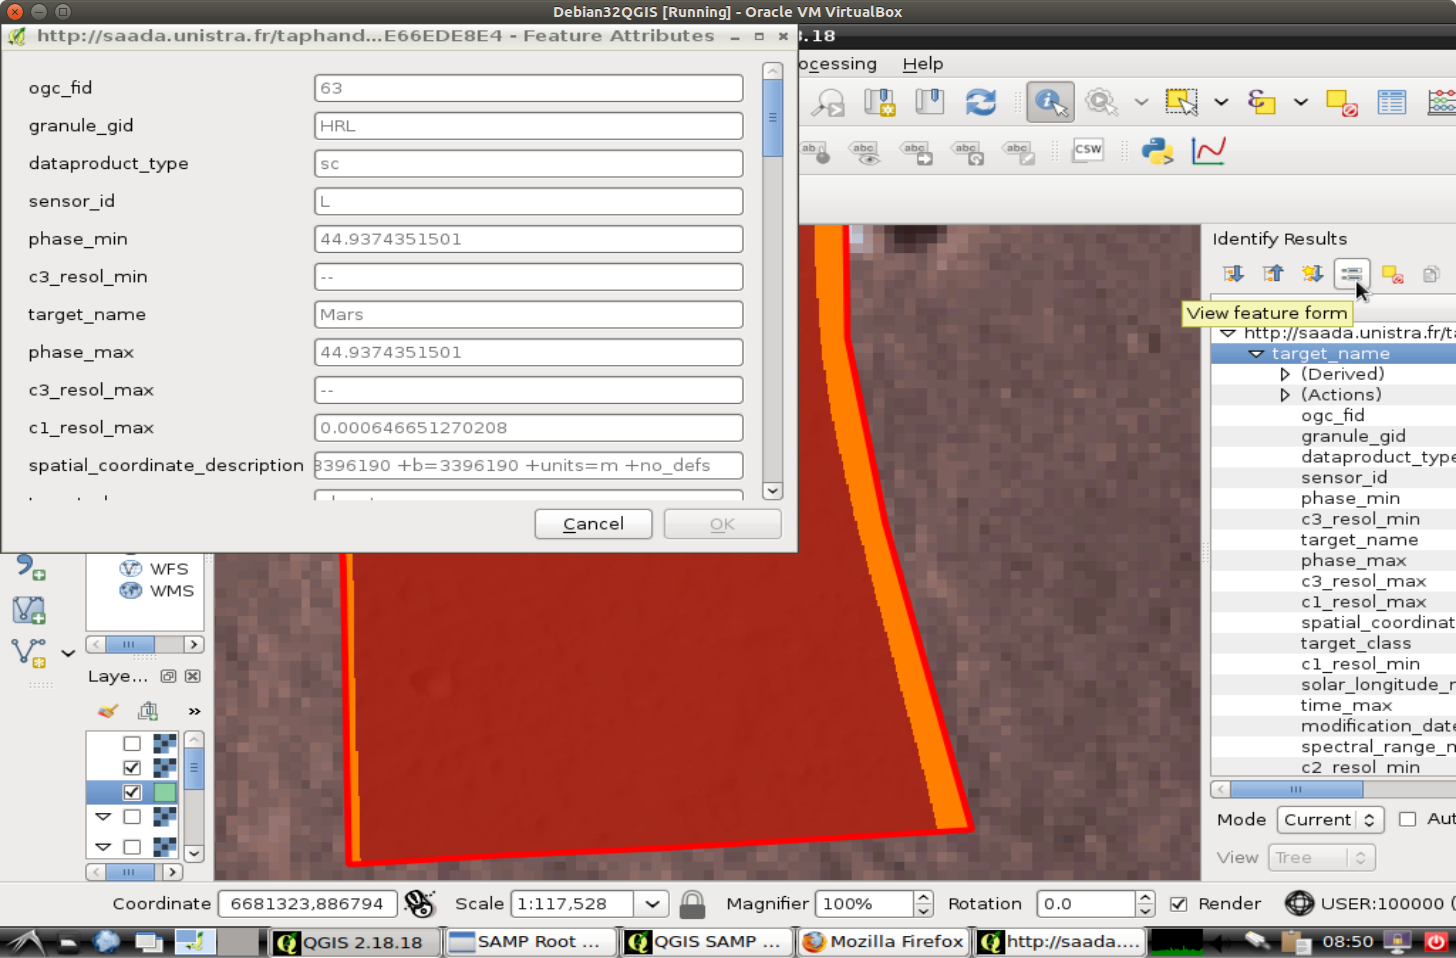 Debian32QGIS [Running] - Oracle VM VirtualBox
http://saada.unistra.fr/taphand...E66EDE8E4 - Feature Attributes
.18
ocessing Help
ogc_fid 63
granule_gid HRL
dataproduct_type sc
sensor_id L
phase_min 44.9374351501
c3_resol_min --
target_name Mars
phase_max 44.9374351501
c3_resol_max --
c1_resol_max 0.000646651270208
spatial_coordinate_description 3396190 +b=3396190 +units=m +no_defs
Cancel OK
abc
abc
abc
abc
CSW
Identify Results
View feature form
http://saada.unistra.fr/ta
target_name
(Derived)
(Actions)
ogc_fid
granule_gid
dataproduct_type
sensor_id
phase_min
c3_resol_min
target_name
phase_max
c3_resol_max
c1_resol_max
spatial_coordinat
target_class
c1_resol_min
solar_longitude_
time_max
modification_date
spectral_range_
c2_resol_min
Mode Current Aut
View Tree
WFS
WMS
Laye...
Coordinate 6681323,886794 Scale 1:117,528 Magnifier 100% Rotation 0.0 Render USER:100000 (
QGIS 2.18.18 SAMP Root ... QGIS SAMP ... Mozilla Firefox http://saada.... 08:50